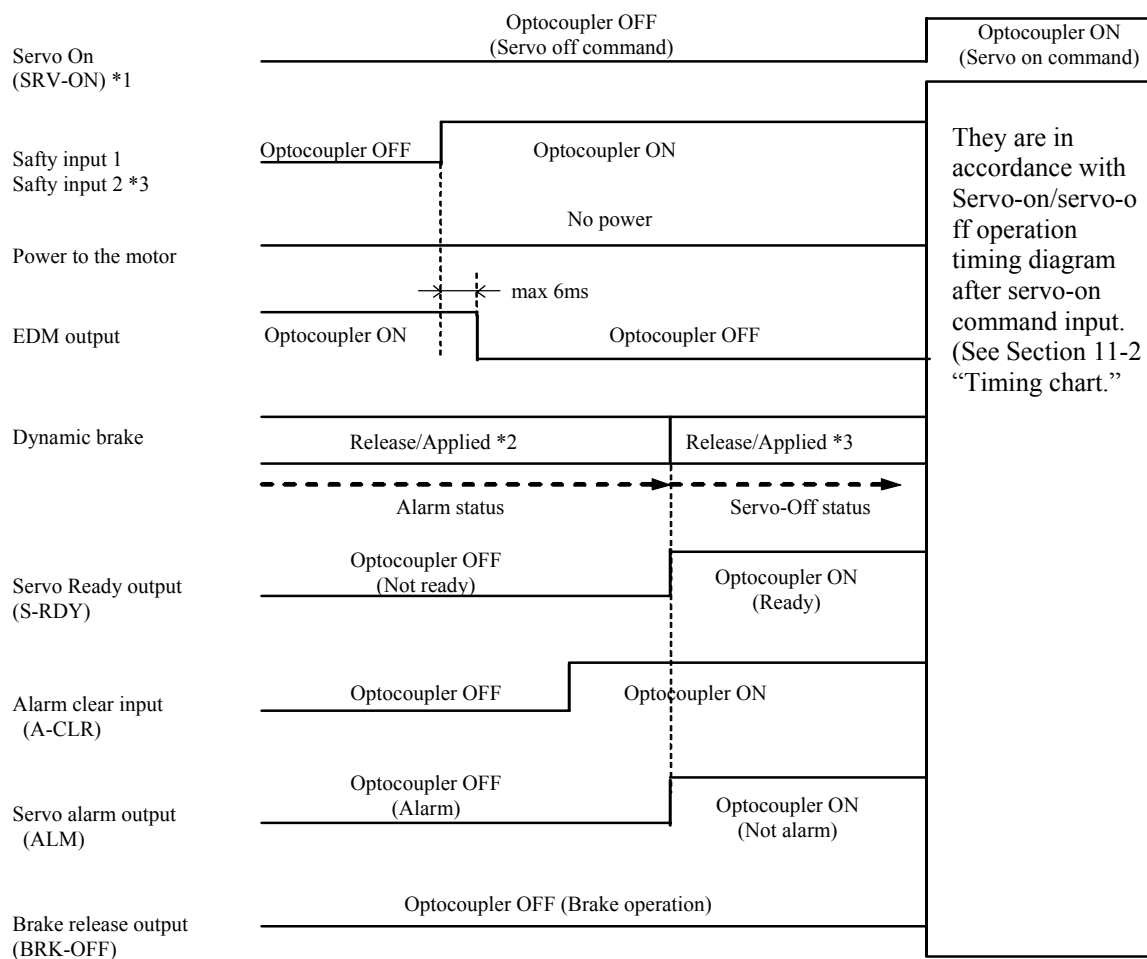 Optocoupler OFF
(Servo off command)
Optocoupler ON
(Servo on command)
Servo On
(SRV-ON) *1
Safty input 1
Safty input 2 *3
Optocoupler OFF
Optocoupler ON
They are in
accordance with
Servo-on/servo-o
ff operation
timing diagram
after servo-on
command input.
(See Section 11-2
“Timing chart.”
No power
Power to the motor
max 6ms
EDM output
Optocoupler ON
Optocoupler OFF
Dynamic brake
Release/Applied *2
Release/Applied *3
Alarm status
Servo-Off status
Servo Ready output
(S-RDY)
Optocoupler OFF
(Not ready)
Optocoupler ON
(Ready)
Alarm clear input
(A-CLR)
Optocoupler OFF
Optocoupler ON
Servo alarm output
(ALM)
Optocoupler OFF
(Alarm)
Optocoupler ON
(Not alarm)
Brake release output
(BRK-OFF)
Optocoupler OFF (Brake operation)